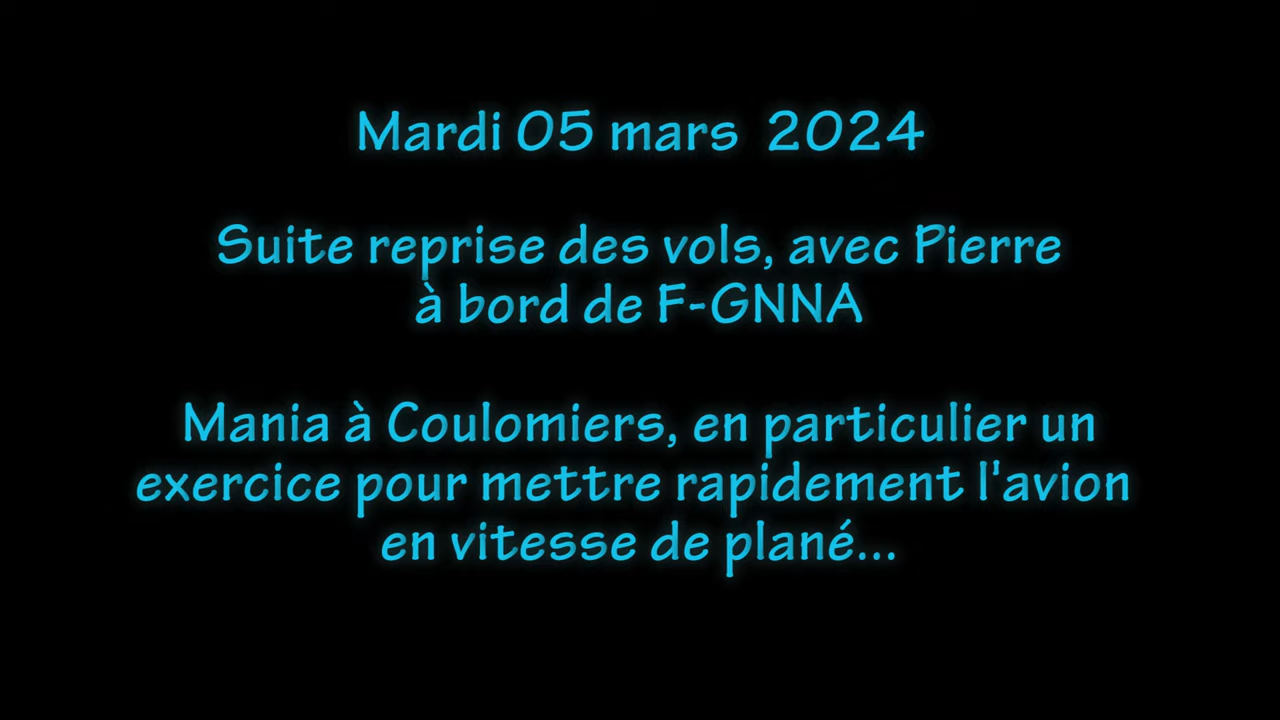 Mardi 05 mars  2024
Suite reprise des vols, avec Pierre
à bord de F-GNNA
Mania à Coulomiers, en particulier un
exercice pour mettre rapidement l'avion
en vitesse de plané...